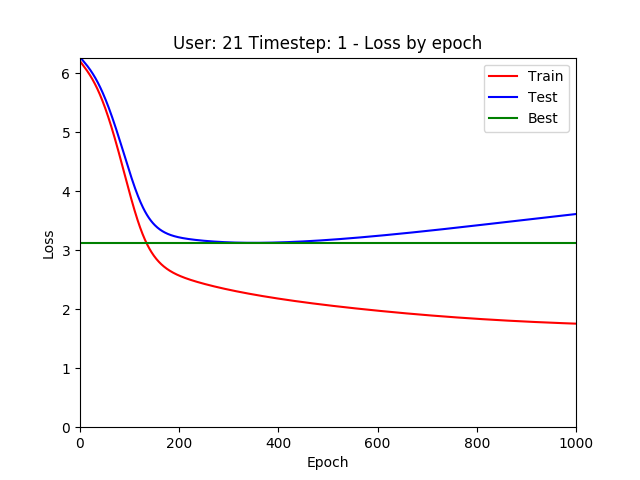 User: 21 Timestep: 1 - Loss by epoch
Train
Test
Best
Loss
6
5
4
3
2
1
0
0 200 400 600 800 1000
Epoch